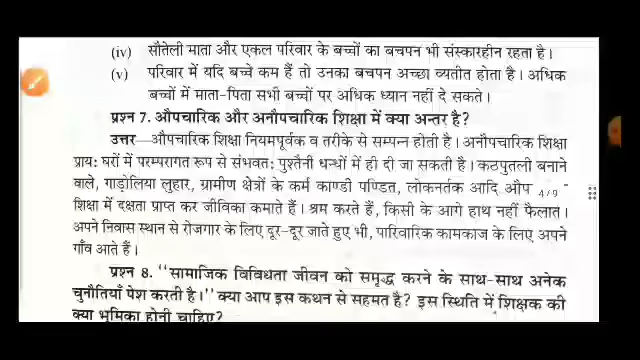 (iv) सौतेली माता और एकल परिवार के बच्चों का बचपन भी संस्कारहीन रहता है।
(v) परिवार में यदि बच्चे कम हैं तो उनका बचपन अच्छा व्यतीत होता है। अधिक
बच्चों में माता-पिता सभी बच्चों पर अधिक ध्यान नहीं दे सकते।
प्रश्न 7. औपचारिक और अनौपचारिक शिक्षा में क्या अन्तर है?
उत्तर—औपचारिक शिक्षा नियमपूर्वक व तरीके से सम्पन्न होती है। अनौपचारिक शिक्षा
प्राय: घरों में परम्परागत रूप से संभवत: पुश्तैनी धन्धों में ही दी जा सकती है। कठपुतली बनाने
वाले, गाड़ोलिया लुहार, ग्रामीण क्षेत्रों के कर्म काण्डी पण्डित, लोकनर्तक आदि औप 4/9
शिक्षा में दक्षता प्राप्त कर जीविका कमाते हैं। श्रम करते हैं, किसी के आगे हाथ नहीं फैलाते।
अपने निवास स्थान से रोजगार के लिए दूर-दूर जाते हुए भी, पारिवारिक कामकाज के लिए अपने
गाँव आते हैं।
प्रश्न 8. “सामाजिक विविधता जीवन को समृद्ध करने के साथ-साथ अनेक
चुनौतियाँ पेश करती है।” क्या आप इस कथन से सहमत है? इस स्थिति में शिक्षक की
क्या भूमिका होनी चाहिए?